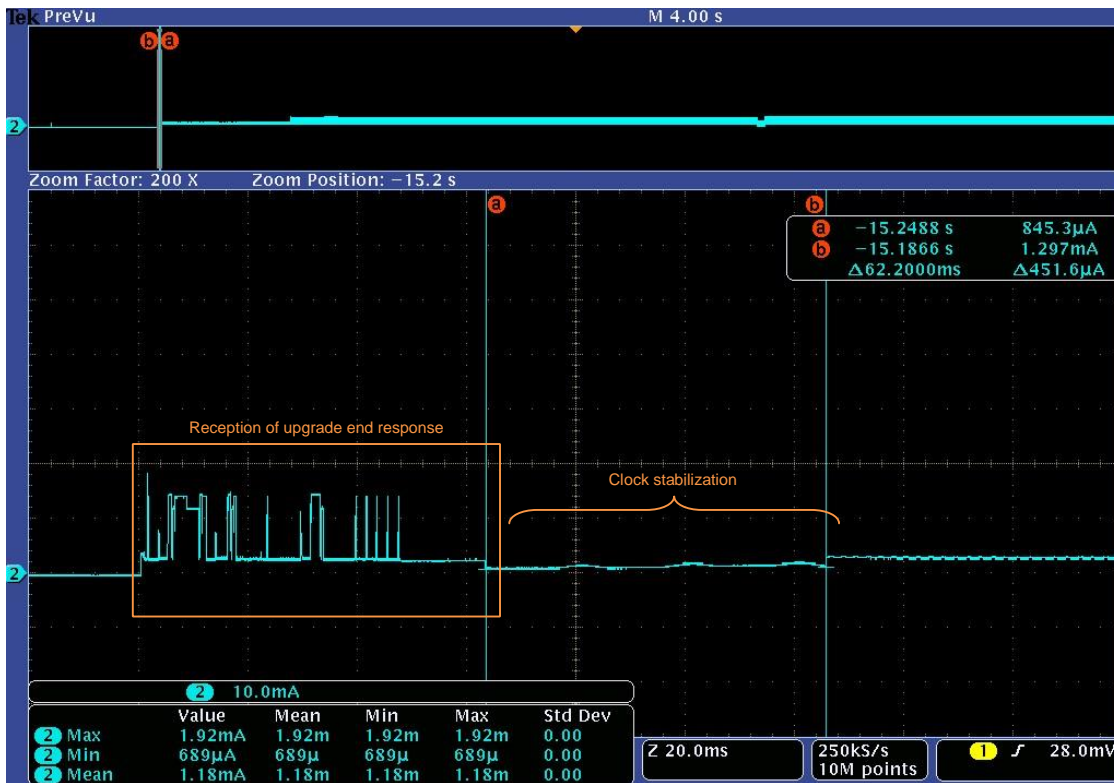 Tek PreVu M 4.00 s
b a
2
Zoom Factor: 200 X Zoom Position: −15.2 s
a b
a −15.2488 s 845.3µA
b −15.1866 s 1.297mA
Δ62.2000ms Δ451.6µA
Reception of upgrade end response
Clock stabilization
2
2 10.0mA
Value Mean Min Max Std Dev
2 Max 1.92mA 1.92m 1.92m 1.92m 0.00
2 Min 689µA 689µ 689µ 689µ 0.00
2 Mean 1.18mA 1.18m 1.18m 1.18m 0.00
Z 20.0ms
250kS/s
10M points
1 28.0mV